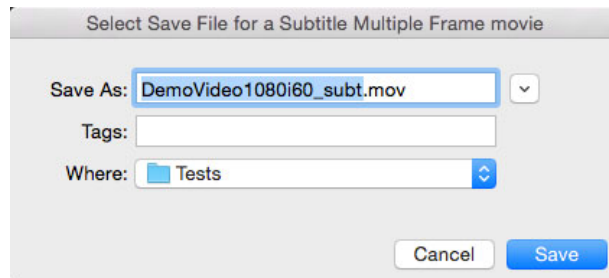 Select Save File for a Subtitle Multiple Frame movie
Save As: DemoVideo1080i60_subt.mov
Tags:
Where: Tests
Cancel Save